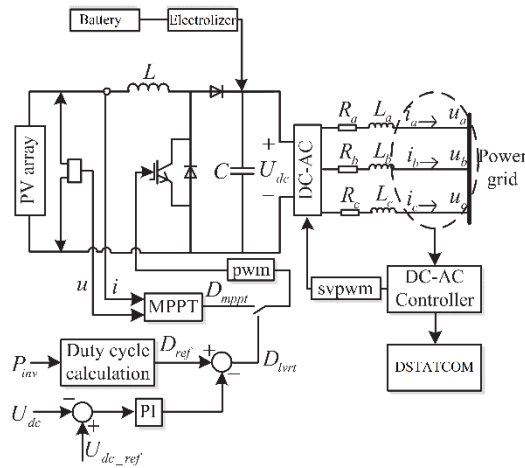 Battery
Electrolizer
L
PV array
C
+
U_dc
−
DC-AC
R_a
L_a
i_a
u_a
R_b
L_b
i_b
u_b
R_c
L_c
i_c
u_c
Power
grid
pwm
svpwm
DC-AC
Controller
u
i
MPPT
D_mppt
DSTATCOM
P_inv
Duty cycle
calculation
D_ref
+
−
D_lvrt
U_dc
−
+
PI
U_dc_ref